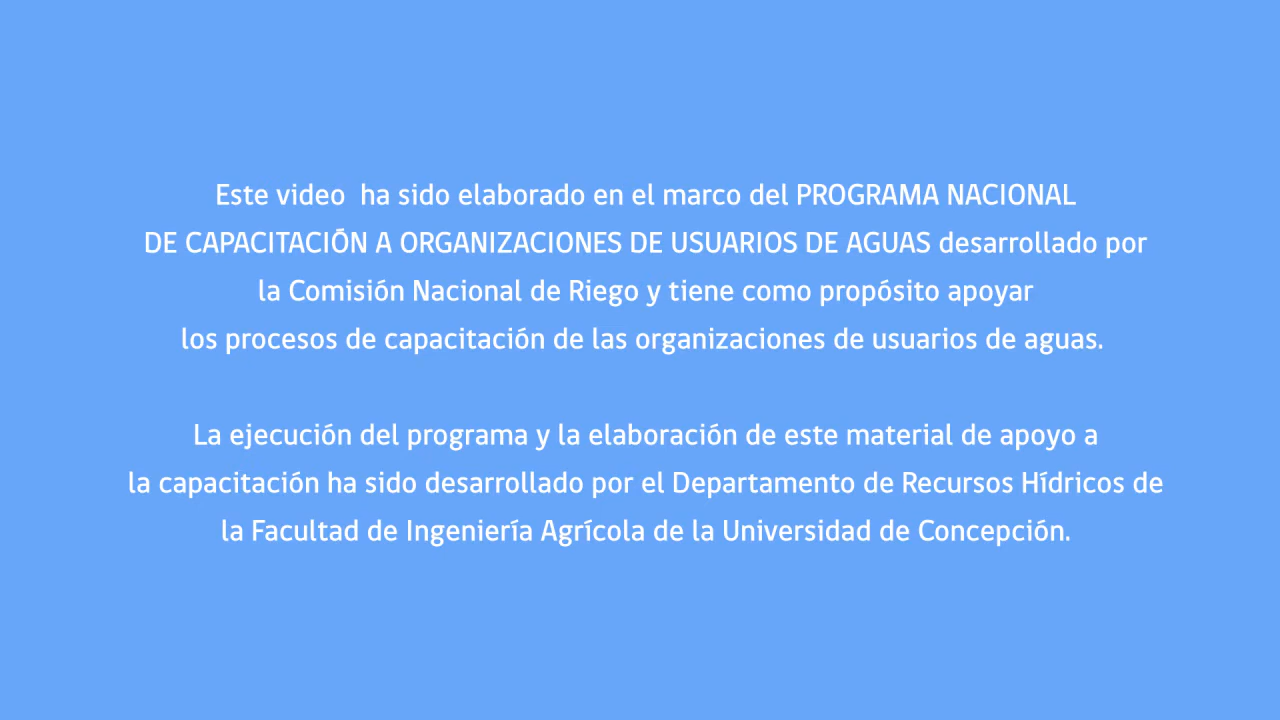 Este video  ha sido elaborado en el marco del PROGRAMA NACIONAL
DE CAPACITACIÓN A ORGANIZACIONES DE USUARIOS DE AGUAS desarrollado por
la Comisión Nacional de Riego y tiene como propósito apoyar
los procesos de capacitación de las organizaciones de usuarios de aguas.
La ejecución del programa y la elaboración de este material de apoyo a
la capacitación ha sido desarrollado por el Departamento de Recursos Hídricos de
la Facultad de Ingeniería Agrícola de la Universidad de Concepción.